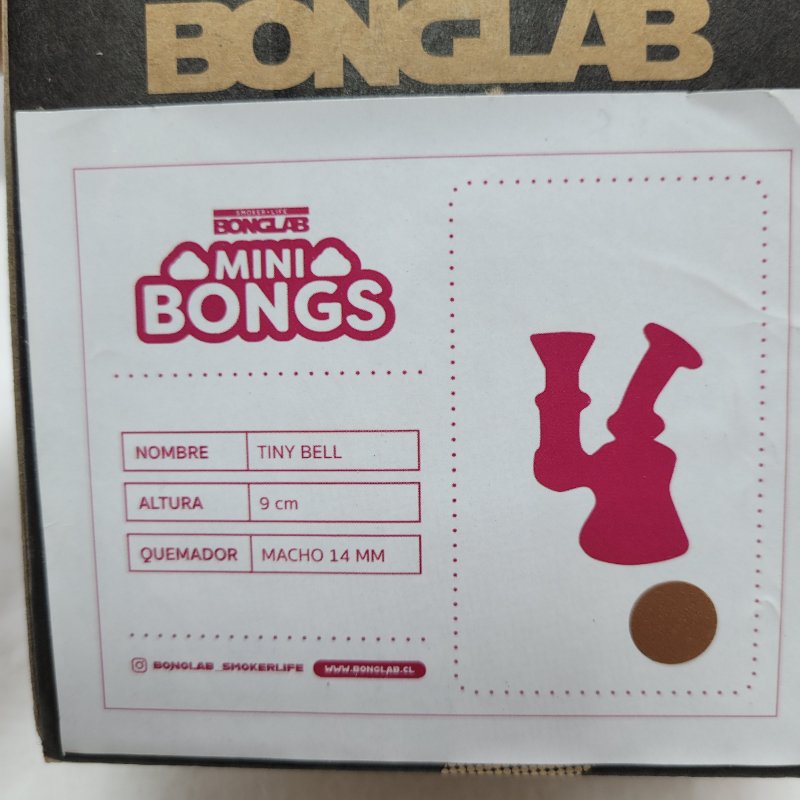 BONGLAB
SMOKER-LIFE
BONGLAB
MINI
BONGS
NOMBRE TINY BELL
ALTURA 9 cm
QUEMADOR MACHO 14 MM
BONGLAB_SMOKERLIFE WWW.BONGLAB.CL